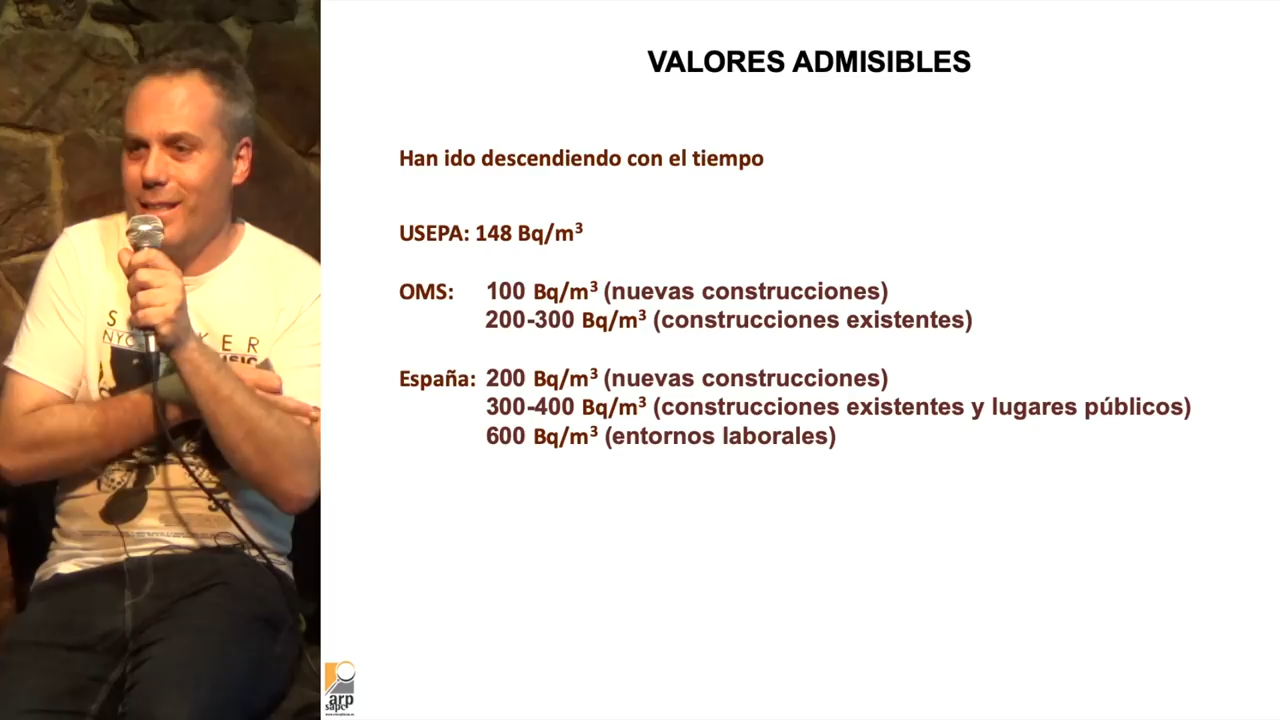 VALORES ADMISIBLES
Han ido descendiendo con el tiempo
USEPA: 148 Bq/m³
OMS: 100 Bq/m³ (nuevas construcciones)
200-300 Bq/m³ (construcciones existentes)
España: 200 Bq/m³ (nuevas construcciones)
300-400 Bq/m³ (construcciones existentes y lugares públicos)
600 Bq/m³ (entornos laborales)
NYC
arp
sapc